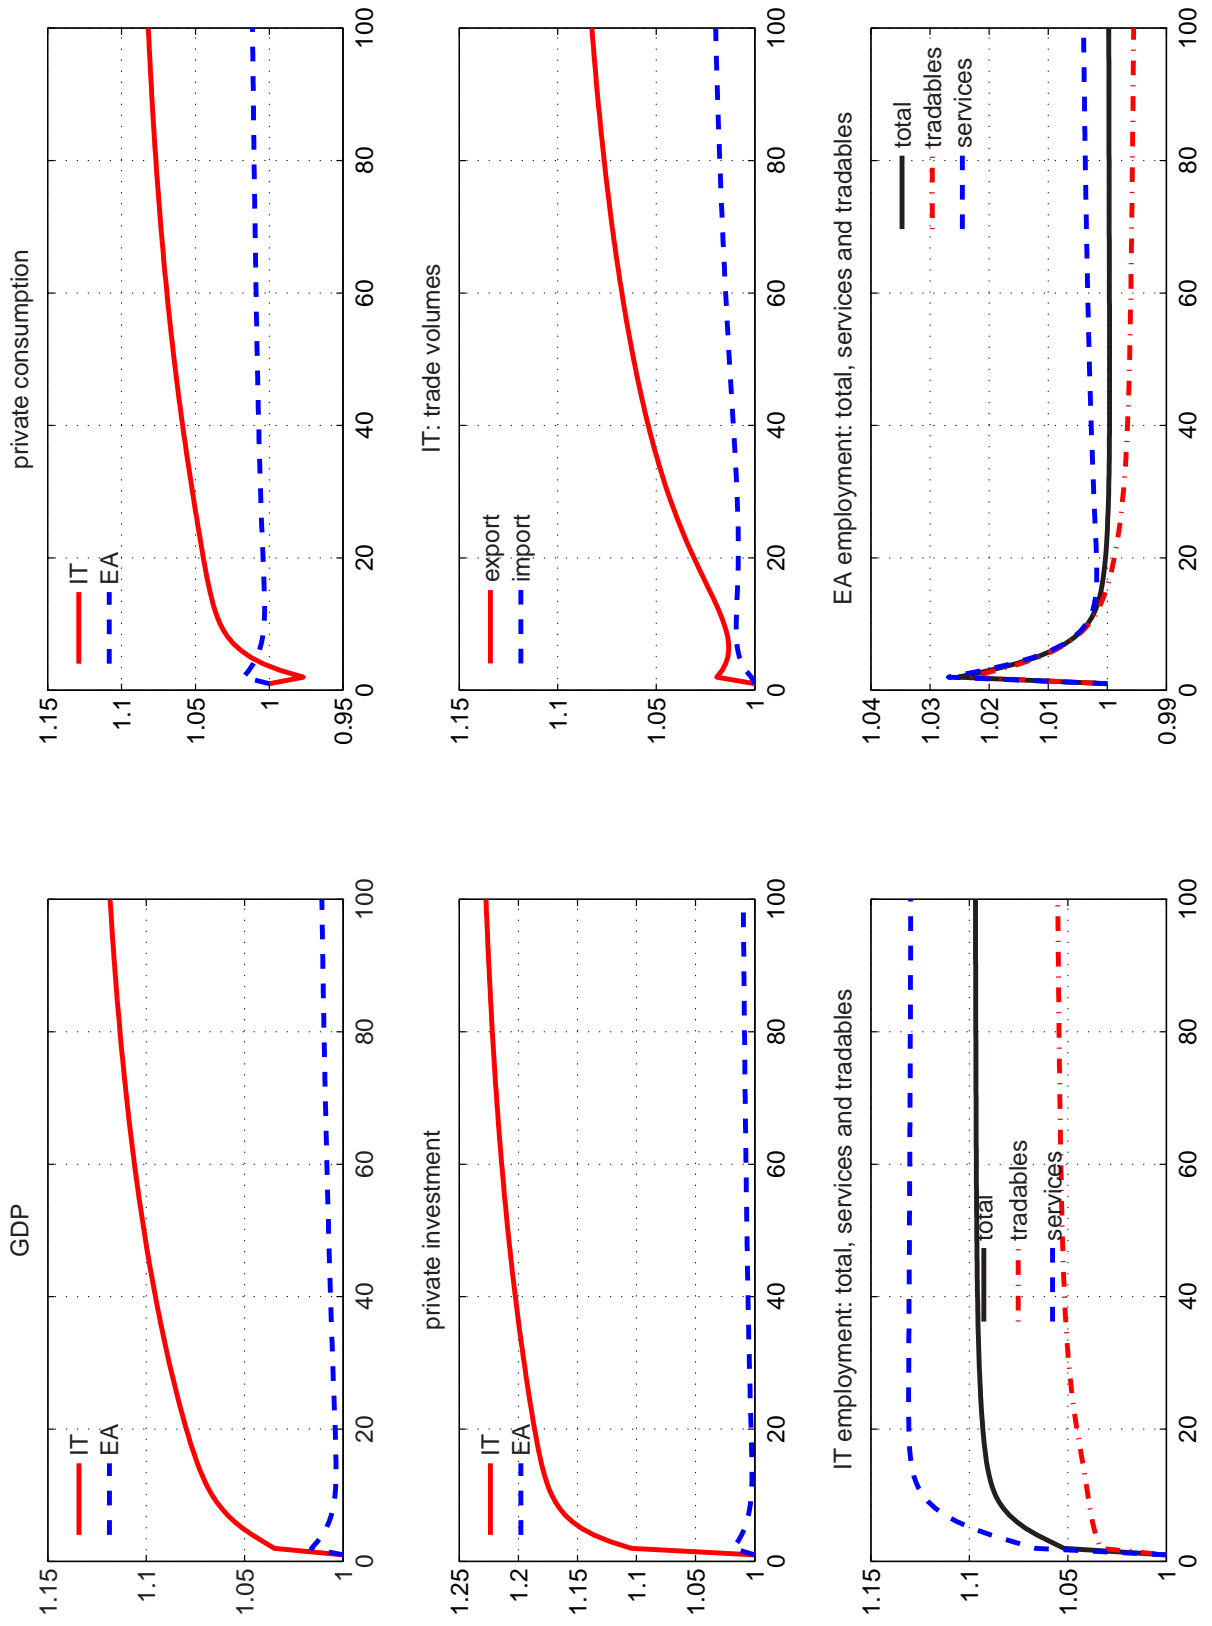 GDP
1.15
1.1
1.05
1
0 20 40 60 80 100
IT
EA
private consumption
1.15
1.1
1.05
1
0.95
0 20 40 60 80 100
IT
EA
private investment
1.25
1.2
1.15
1.1
1.05
1
0 20 40 60 80 100
IT
EA
IT: trade volumes
1.15
1.1
1.05
1
0 20 40 60 80 100
export
import
IT employment: total, services and tradables
1.15
1.1
1.05
1
0 20 40 60 80 100
total
tradables
services
EA employment: total, services and tradables
1.04
1.03
1.02
1.01
1
0.99
0 20 40 60 80 100
total
tradables
services